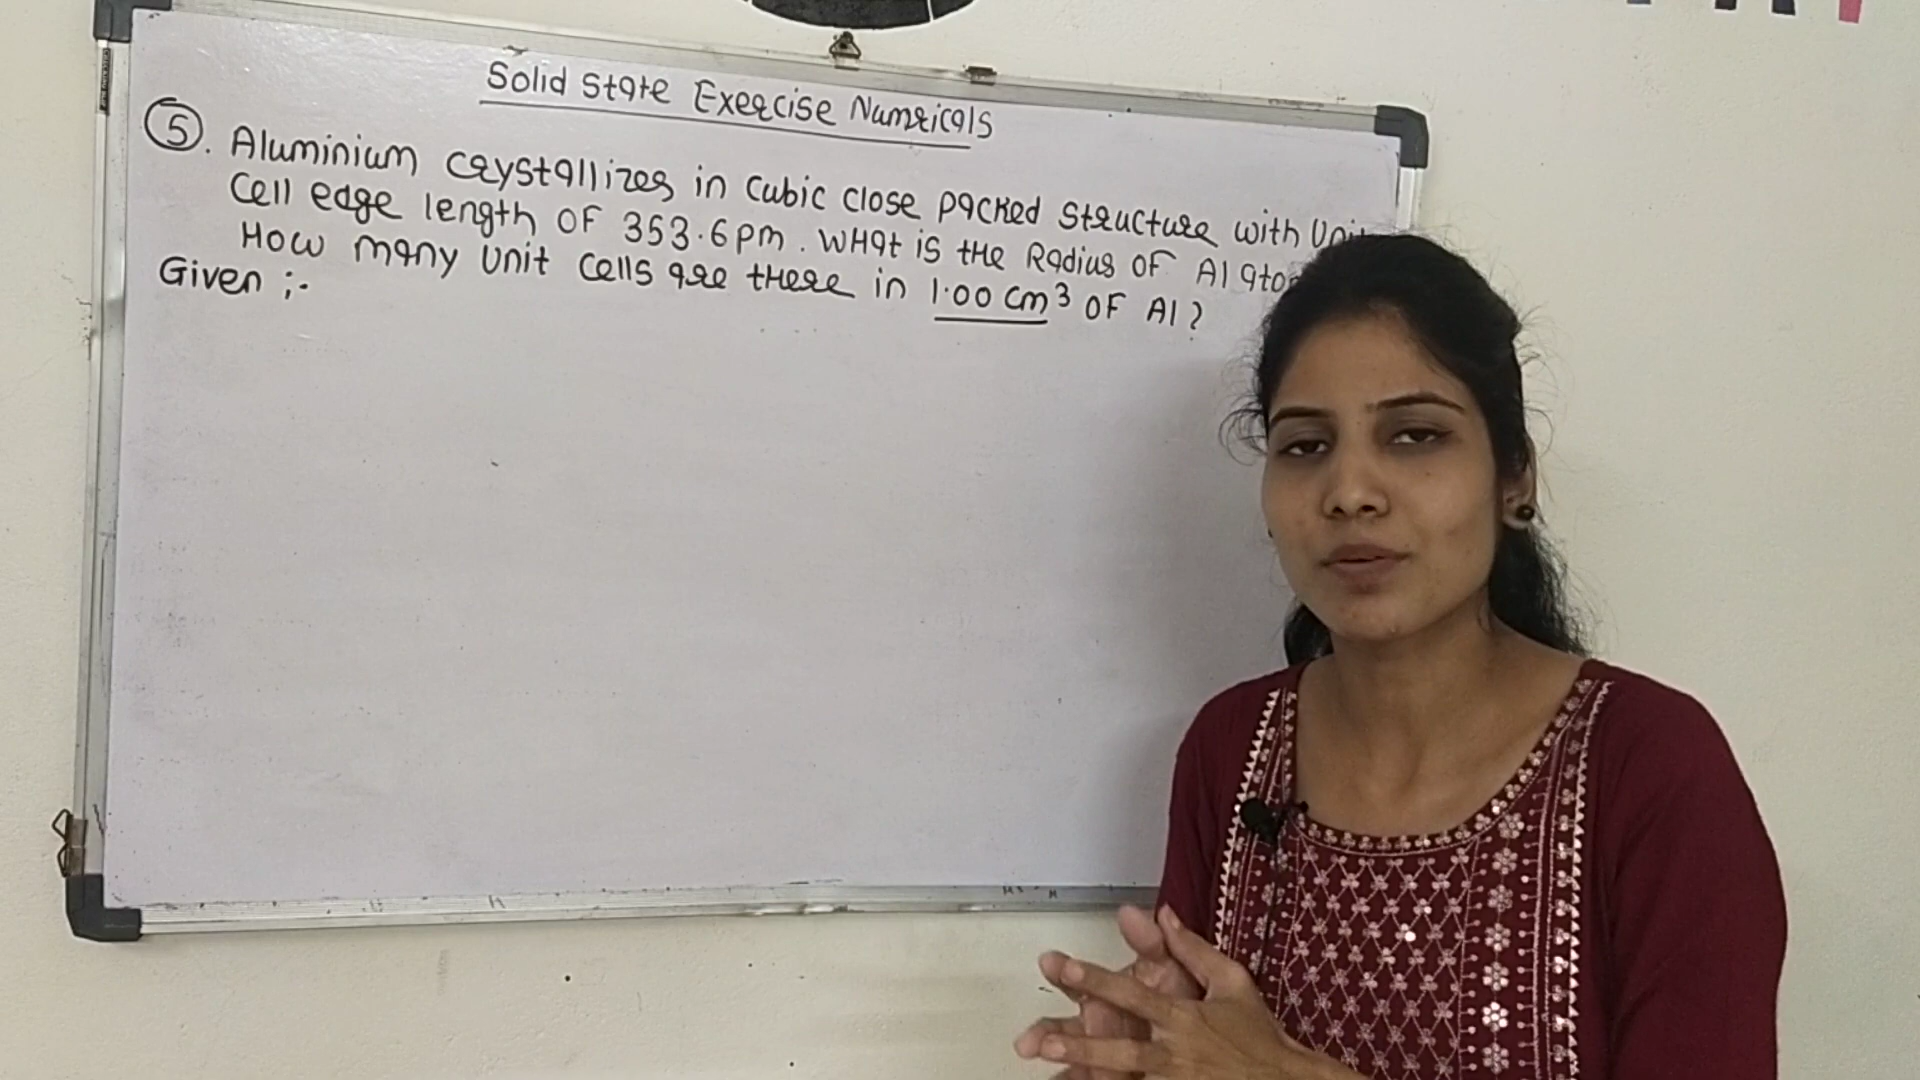 Solid State Exercise Numericals
5. Aluminium crystallizes in cubic close packed structure with Unit
Cell edge length of 353.6 pm. What is the Radius of Al
How many Unit cells are there in 1.00 cm³ of Al?
Given :-